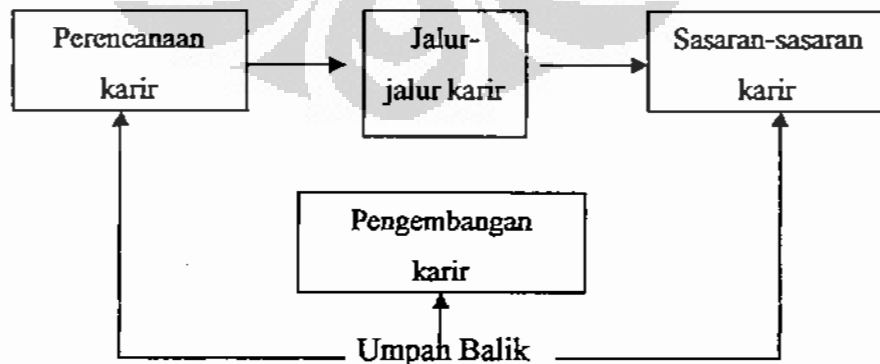 Perencanaan
karir
Jalur-
jalur karir
Sasaran-sasaran
karir
Pengembangan
karir
Umpan Balik